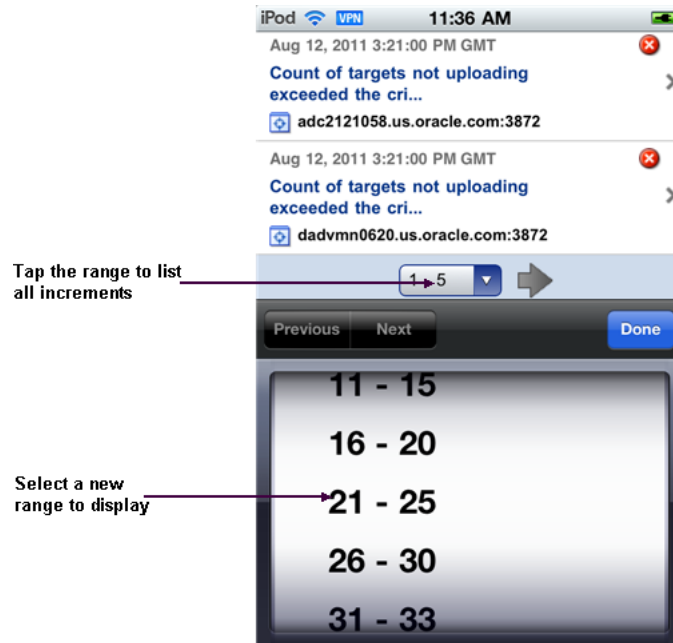 iPod VPN 11:36 AM
Aug 12, 2011 3:21:00 PM GMT
Count of targets not uploading
exceeded the cri...
adc2121058.us.oracle.com:3872
Aug 12, 2011 3:21:00 PM GMT
Count of targets not uploading
exceeded the cri...
dadvmn0620.us.oracle.com:3872
Tap the range to list
all increments
1 - 5
Previous Next Done
11 - 15
16 - 20
Select a new
range to display
21 - 25
26 - 30
31 - 33